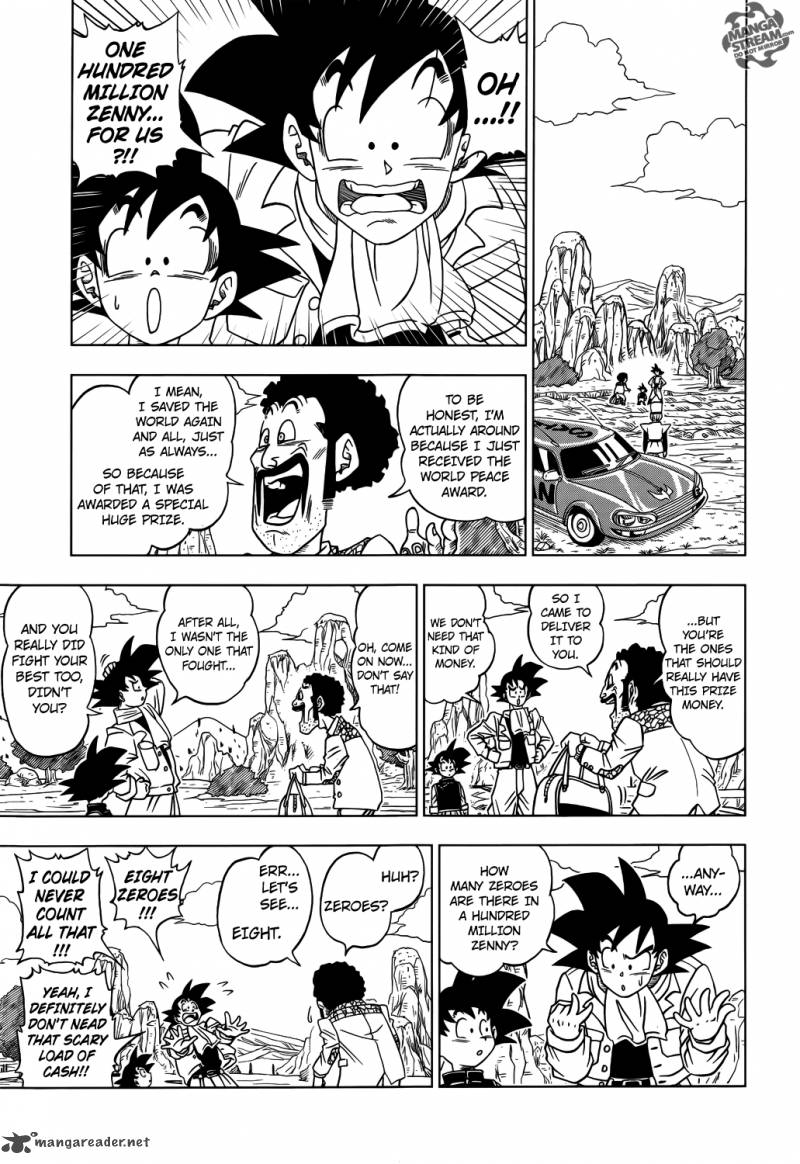 MANGA
STREAM.com
DO NOT MIRROR
OH
...!!
ONE
HUNDRED
MILLION
ZENNY...
FOR US
?!!
TO BE
HONEST, I'M
ACTUALLY AROUND
BECAUSE I JUST
RECEIVED THE
WORLD PEACE
AWARD.
I MEAN,
I SAVED THE
WORLD AGAIN
AND ALL, JUST
AS ALWAYS...
SO BECAUSE
OF THAT, I WAS
AWARDED A SPECIAL
HUGE PRIZE.
...BUT
YOU'RE
THE ONES
THAT SHOULD
REALLY HAVE
THIS PRIZE
MONEY.
SO I
CAME TO
DELIVER
IT TO
YOU.
WE DON'T
NEED THAT
KIND OF
MONEY.
OH, COME
ON NOW...
DON'T SAY
THAT!
AFTER ALL,
I WASN'T THE
ONLY ONE THAT
FOUGHT...
AND YOU
REALLY DID
FIGHT YOUR
BEST TOO,
DIDN'T
YOU?
...ANY-
WAY...
HOW
MANY ZEROES
ARE THERE IN
A HUNDRED
MILLION
ZENNY?
HUH?
ZEROES?
ERR...
LET'S
SEE...
EIGHT.
EIGHT
ZEROES
!!!
I COULD
NEVER
COUNT
ALL THAT
!!!
YEAH, I
DEFINITELY
DON'T NEAD
THAT SCARY
LOAD OF
CASH!!
mangareader.net